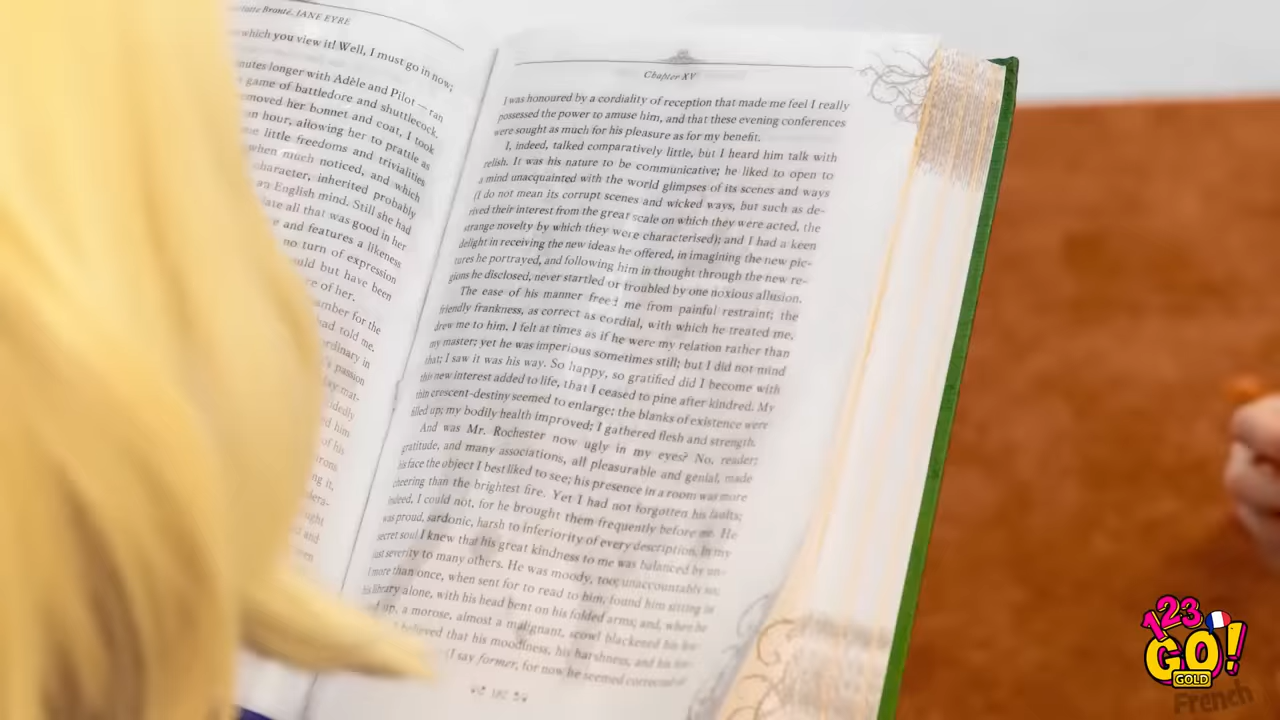 Brontë, JANE EYRE
which you view it! Well, I must go in now;
nutes longer with Adèle and Pilot — ran
game of battledore and shuttlecock.
moved her bonnet and coat, I took
an hour, allowing her to prattle as
little freedoms and trivialities
when much noticed, and which
character, inherited probably
an English mind. Still she had
all that was good in her
and features a likeness
no turn of expression
but have been
of her.
for the
had told me.
in
passion
him
of his
it,
and
Chapter XV
I was honoured by a cordiality of reception that made me feel I really
possessed the power to amuse him, and that these evening conferences
were sought as much for his pleasure as for my benefit.
I, indeed, talked comparatively little, but I heard him talk with
relish. It was his nature to be communicative; he liked to open to
a mind unacquainted with the world glimpses of its scenes and ways
(I do not mean its corrupt scenes and wicked ways, but such as de-
rived their interest from the great scale on which they were acted, the
strange novelty by which they were characterised); and I had a keen
delight in receiving the new ideas he offered, in imagining the new pic-
tures he portrayed, and following him in thought through the new re-
gions he disclosed, never startled or troubled by one noxious allusion.
The ease of his manner freed me from painful restraint; the
friendly frankness, as correct as cordial, with which he treated me,
drew me to him. I felt at times as if he were my relation rather than
my master; yet he was imperious sometimes still; but I did not mind
that; I saw it was his way. So happy, so gratified did I become with
this new interest added to life, that I ceased to pine after kindred. My
thin crescent-destiny seemed to enlarge; the blanks of existence were
filled up; my bodily health improved; I gathered flesh and strength.
And was Mr. Rochester now ugly in my eyes? No, reader;
gratitude, and many associations, all pleasurable and genial, made
his face the object I best liked to see; his presence in a room was more
cheering than the brightest fire. Yet I had not forgotten his faults;
indeed, I could not, for he brought them frequently before me. He
was proud, sardonic, harsh to inferiority of every description, in my
secret soul I knew that his great kindness to me was balanced by un-
just severity to many others. He was moody, too; unaccountably so;
I more than once, when sent for to read to him, found him sitting in
his library alone, with his head bent on his folded arms; and, when he
up, a morose, almost a malignant, scowl blackened his
believed that his moodiness, his harshness, and his
(I say former, for now he seemed corrected of
123
GO!
GOLD
French